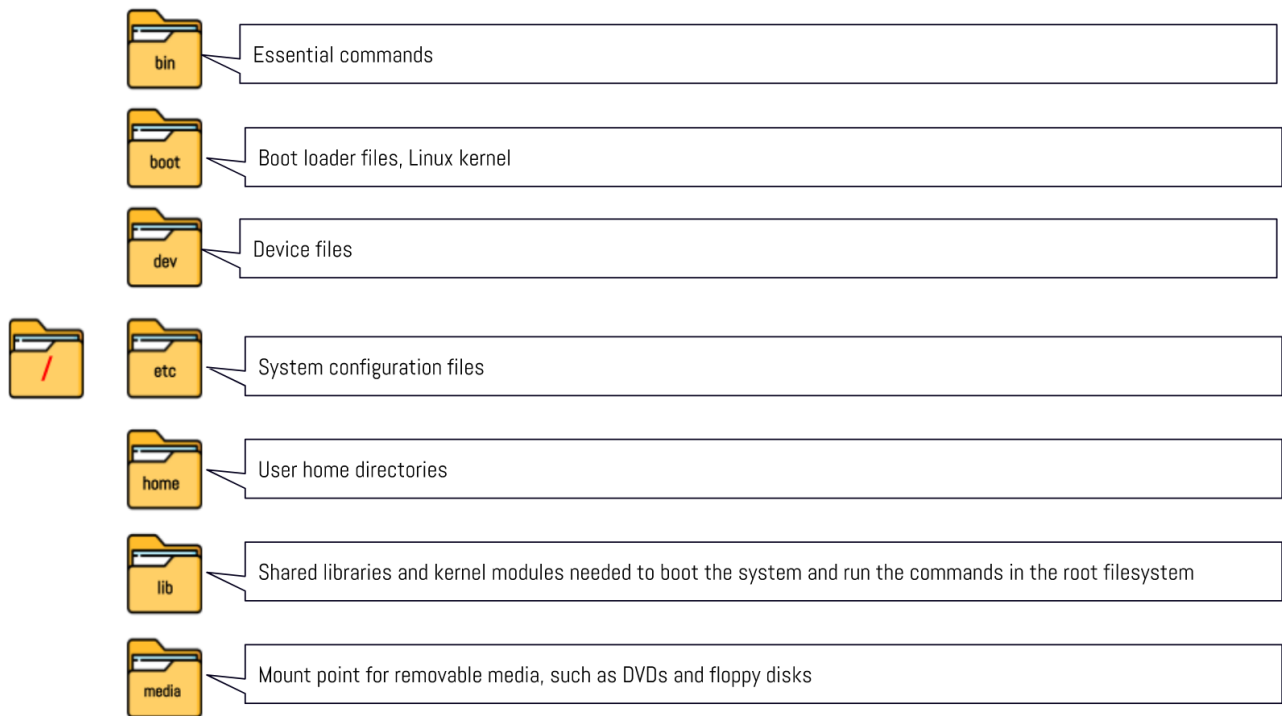 bin
Essential commands
boot
Boot loader files, Linux kernel
dev
Device files
/
etc
System configuration files
home
User home directories
lib
Shared libraries and kernel modules needed to boot the system and run the commands in the root filesystem
media
Mount point for removable media, such as DVDs and floppy disks